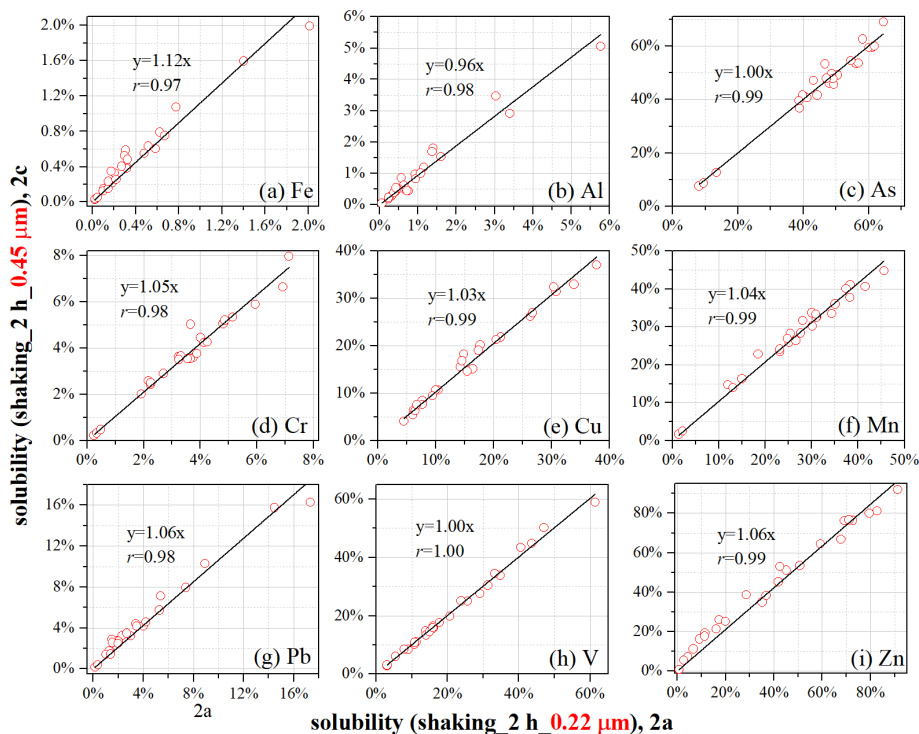 solubility (shaking_2 h_0.45 μm), 2c
2.0%
1.6%
1.2%
0.8%
0.4%
0.0%
y=1.12x
r=0.97
(a) Fe
0.0% 0.4% 0.8% 1.2% 1.6% 2.0%
6%
5%
4%
3%
2%
1%
0%
y=0.96x
r=0.98
(b) Al
0% 1% 2% 3% 4% 5% 6%
60%
40%
20%
0%
y=1.00x
r=0.99
(c) As
0% 20% 40% 60%
8%
6%
4%
2%
0%
y=1.05x
r=0.98
(d) Cr
0% 2% 4% 6% 8%
40%
30%
20%
10%
0%
y=1.03x
r=0.99
(e) Cu
0% 10% 20% 30% 40%
50%
40%
30%
20%
10%
0%
y=1.04x
r=0.99
(f) Mn
0% 10% 20% 30% 40% 50%
16%
12%
8%
4%
0%
y=1.06x
r=0.98
(g) Pb
0% 4% 8% 12% 16%
2a
60%
40%
20%
0%
y=1.00x
r=1.00
(h) V
0% 20% 40% 60%
80%
60%
40%
20%
0%
y=1.06x
r=0.99
(i) Zn
0% 20% 40% 60% 80%
solubility (shaking_2 h_0.22 μm), 2a